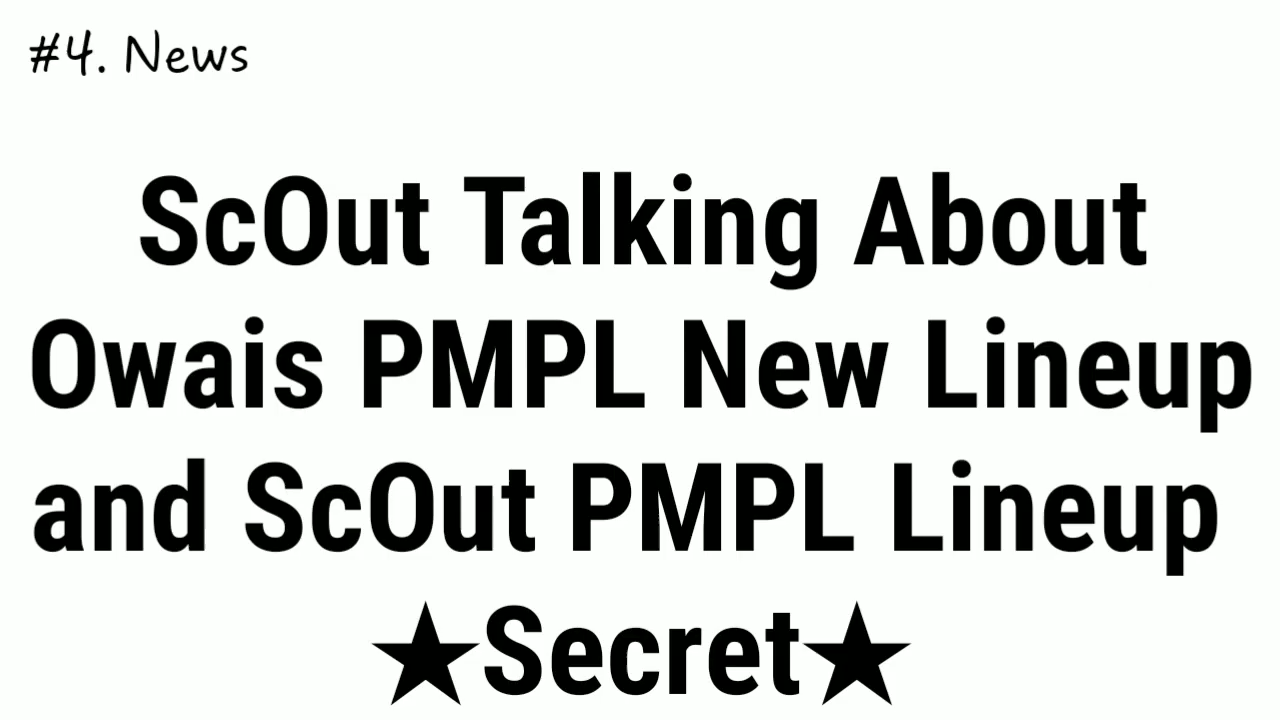 #4. News
ScOut Talking About
Owais PMPL New Lineup
and ScOut PMPL Lineup
★Secret★